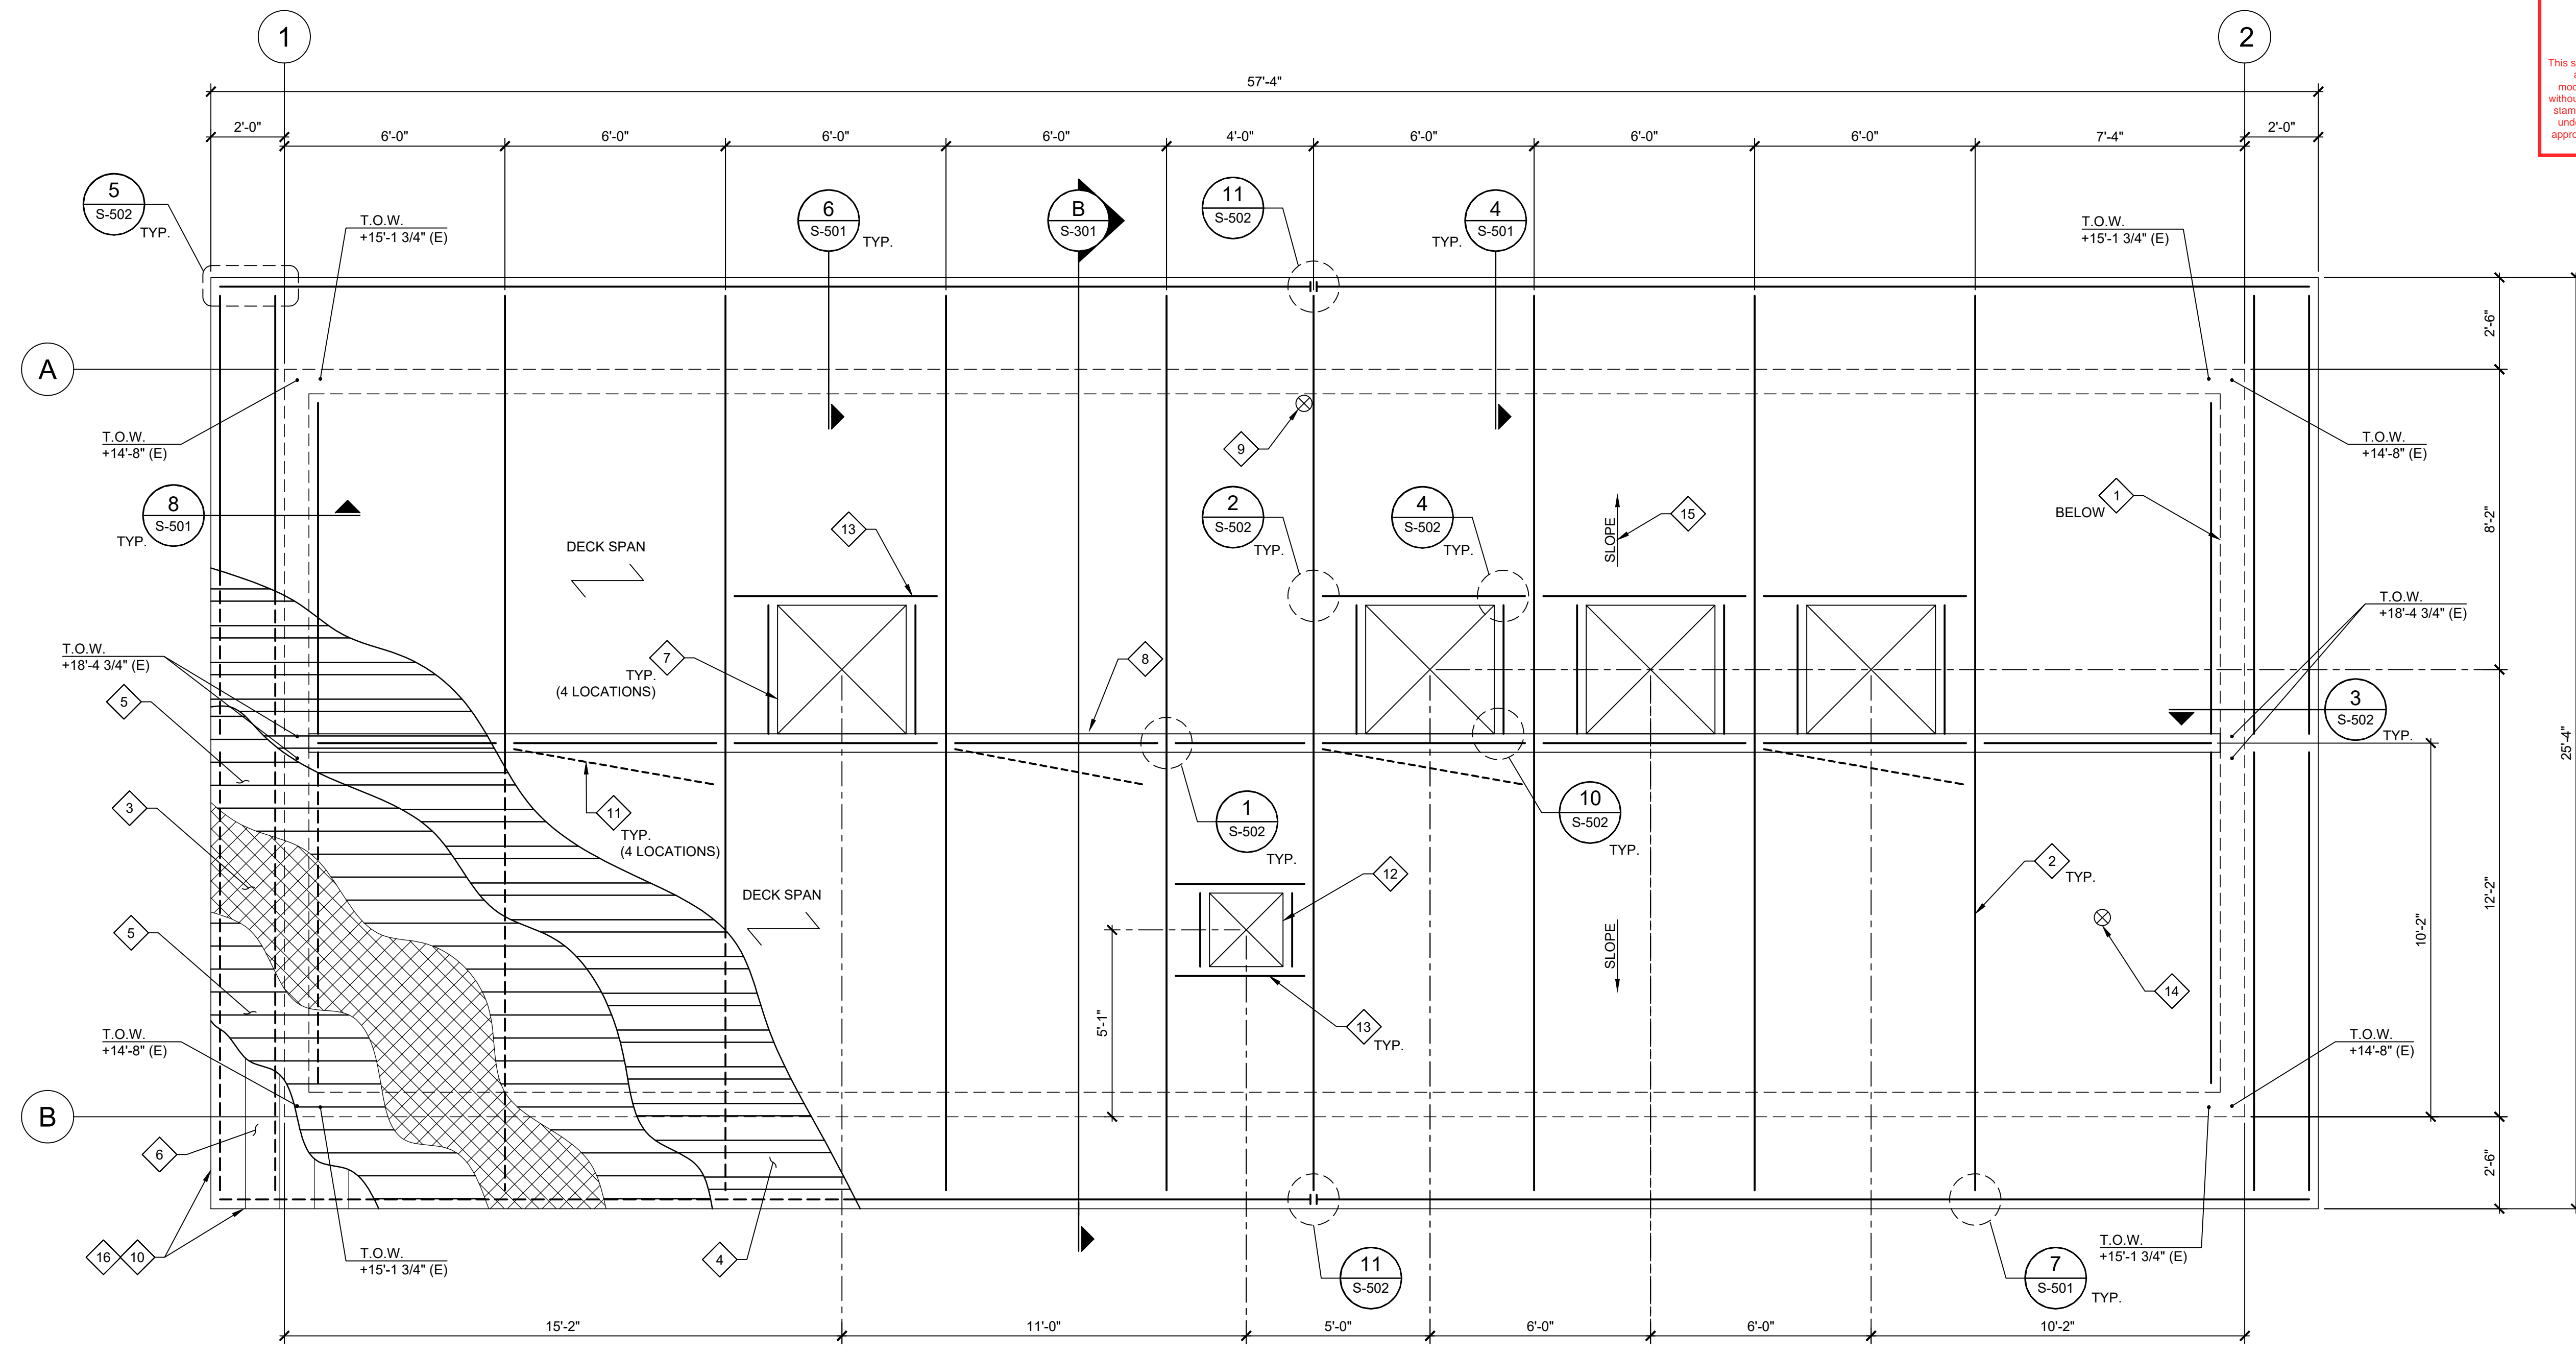 1
2
57'-4"
2'-0"
6'-0"
6'-0"
6'-0"
6'-0"
4'-0"
6'-0"
6'-0"
6'-0"
7'-4"
2'-0"
This s
a
mod
withou
stam
unde
appro
5
S-502
TYP.
T.O.W.
+15'-1 3/4" (E)
6
S-501
TYP.
B
S-301
11
S-502
4
S-501
TYP.
T.O.W.
+15'-1 3/4" (E)
2'-6"
A
T.O.W.
+14'-8" (E)
9
T.O.W.
+14'-8" (E)
8
S-501
TYP.
DECK SPAN
13
2
S-502
TYP.
4
S-502
TYP.
SLOPE
15
1
BELOW
8'-2"
T.O.W.
+18'-4 3/4" (E)
7
TYP.
(4 LOCATIONS)
8
T.O.W.
+18'-4 3/4" (E)
5
3
S-502
TYP.
25'-4"
3
11
TYP.
(4 LOCATIONS)
1
S-502
TYP.
10
S-502
TYP.
2
TYP.
12
DECK SPAN
12'-2"
10'-2"
5
5'-1"
SLOPE
14
13
TYP.
T.O.W.
+14'-8" (E)
T.O.W.
+14'-8" (E)
B
6
2'-6"
16
10
T.O.W.
+15'-1 3/4" (E)
4
11
S-502
7
S-501
TYP.
T.O.W.
+15'-1 3/4" (E)
15'-2"
11'-0"
5'-0"
6'-0"
6'-0"
10'-2"